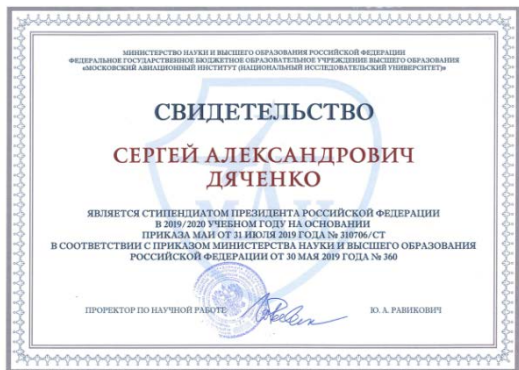 МИНИСТЕРСТВО НАУКИ И ВЫСШЕГО ОБРАЗОВАНИЯ РОССИЙСКОЙ ФЕДЕРАЦИИ
ФЕДЕРАЛЬНОЕ ГОСУДАРСТВЕННОЕ БЮДЖЕТНОЕ ОБРАЗОВАТЕЛЬНОЕ УЧРЕЖДЕНИЕ ВЫСШЕГО ОБРАЗОВАНИЯ
«МОСКОВСКИЙ АВИАЦИОННЫЙ ИНСТИТУТ (НАЦИОНАЛЬНЫЙ ИССЛЕДОВАТЕЛЬСКИЙ УНИВЕРСИТЕТ)»
СВИДЕТЕЛЬСТВО
СЕРГЕЙ АЛЕКСАНДРОВИЧ
ДЯЧЕНКО
МАИ
ЯВЛЯЕТСЯ СТИПЕНДИАТОМ ПРЕЗИДЕНТА РОССИЙСКОЙ ФЕДЕРАЦИИ
В 2019/2020 УЧЕБНОМ ГОДУ НА ОСНОВАНИИ
ПРИКАЗА МАИ ОТ 31 ИЮЛЯ 2019 ГОДА № 310706/СТ
В СООТВЕТСТВИИ С ПРИКАЗОМ МИНИСТЕРСТВА НАУКИ И ВЫСШЕГО ОБРАЗОВАНИЯ
РОССИЙСКОЙ ФЕДЕРАЦИИ ОТ 30 МАЯ 2019 ГОДА № 360
ПРОРЕКТОР ПО НАУЧНОЙ РАБОТЕ
Ю. А. РАВИКОВИЧ